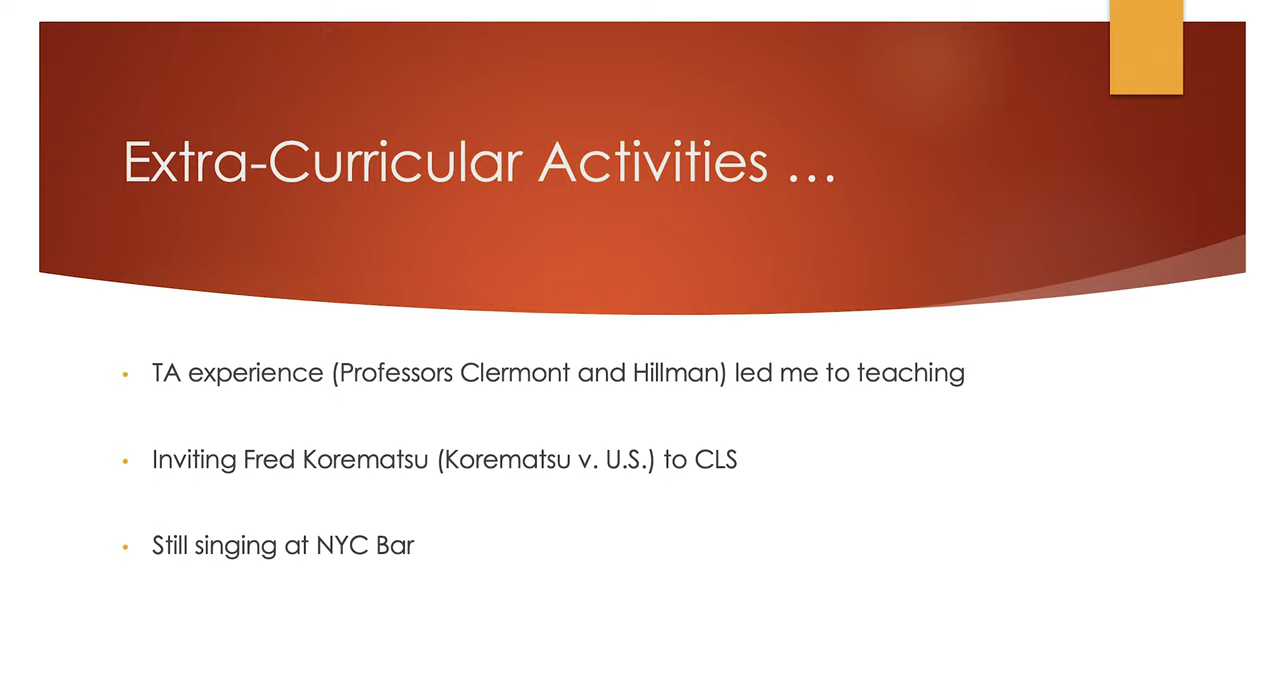 Extra-Curricular Activities …
• TA experience (Professors Clermont and Hillman) led me to teaching
• Inviting Fred Korematsu (Korematsu v. U.S.) to CLS
• Still singing at NYC Bar